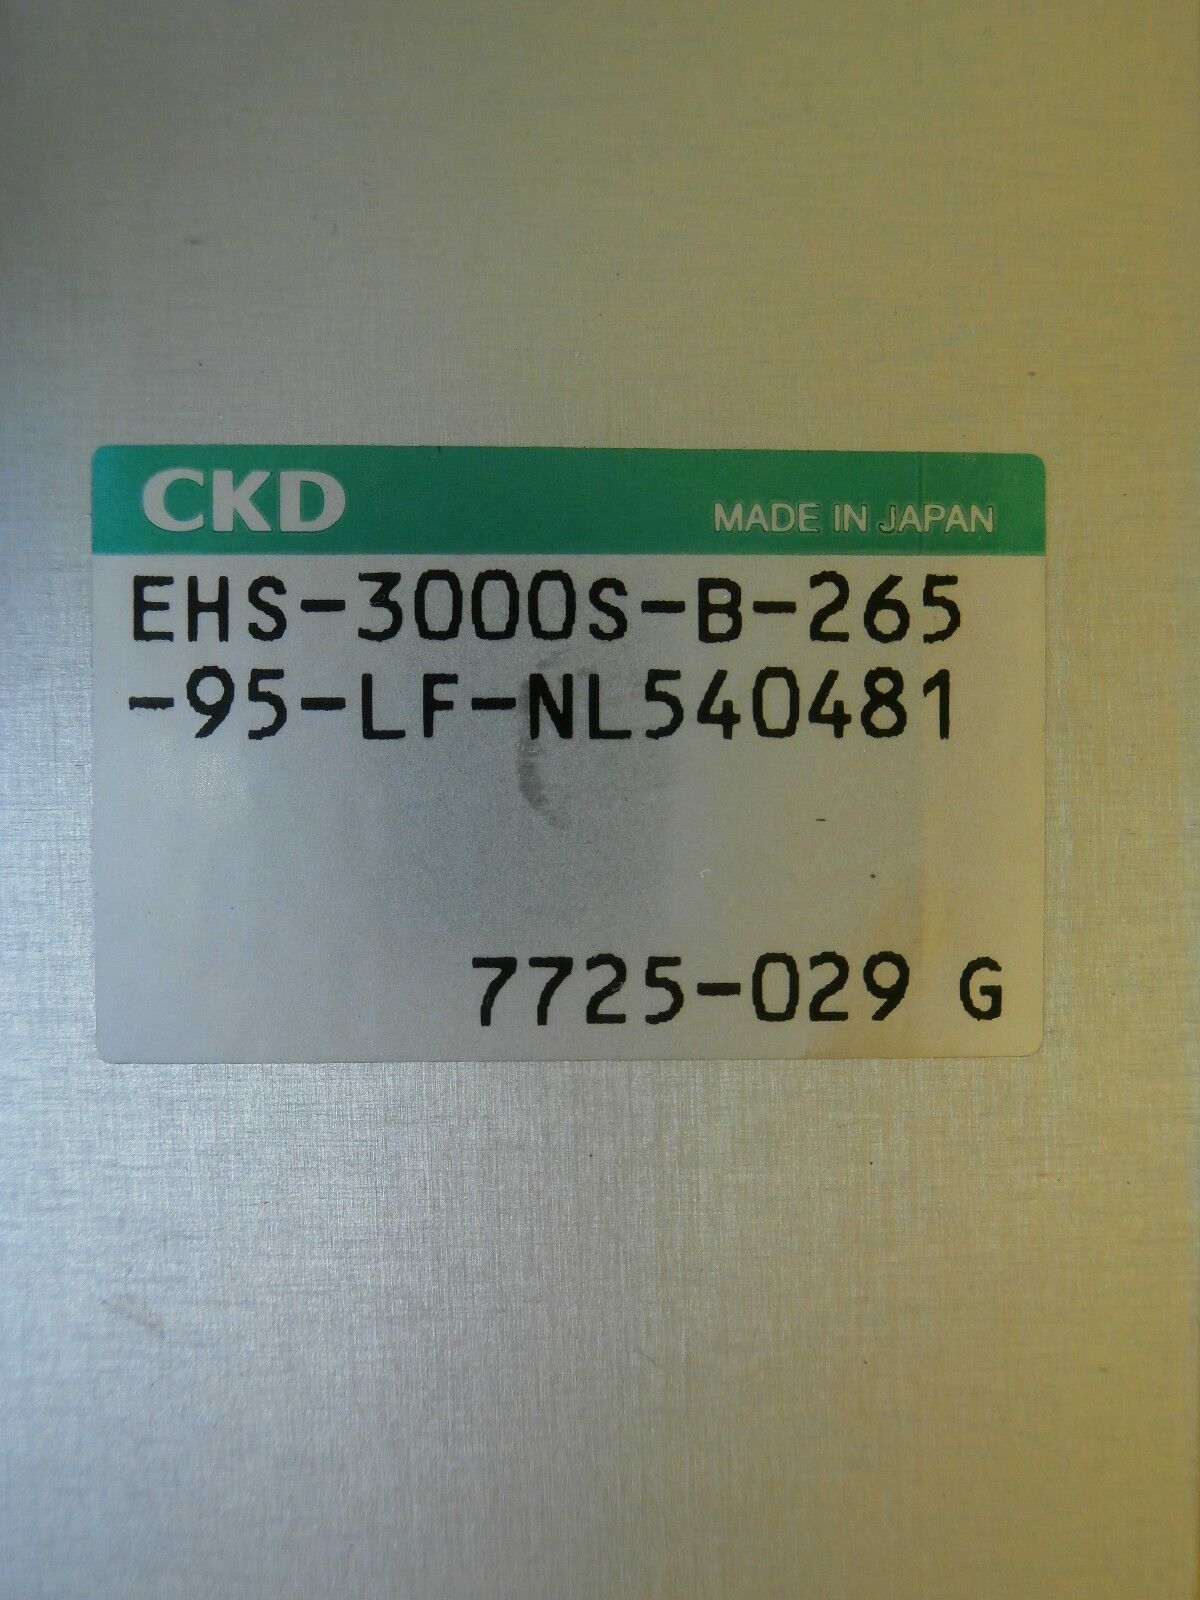 CKD MADE IN JAPAN
EHS-3000S-B-265
-95-LF-NL540481
7725-029 G